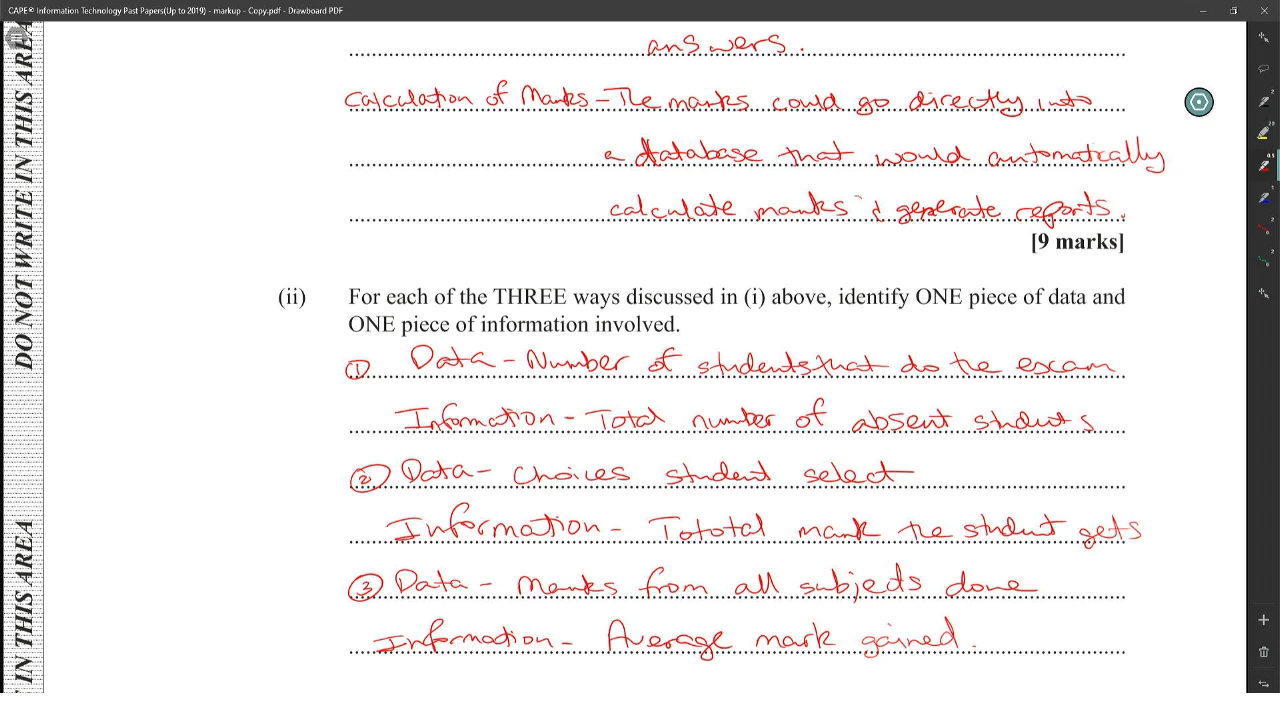 CAPE® Information Technology Past Papers(Up to 2019) - markup - Copy.pdf - Drawboard PDF
DO NOT WRITE IN THIS AREA
IN THIS AREA
answers.
Calculation of Marks – The marks could go directly into
a database that would automatically
calculate marks & generate reports.
[9 marks]
(ii) For each of the THREE ways discussed in (i) above, identify ONE piece of data and
ONE piece of information involved.
① Data – Number of students that do the exam
Information – Total number of absent students
② Data – Choices student select
Information – Tototal mark the student gets
③ Data – Marks from all subjects done
Information – Average mark gained.